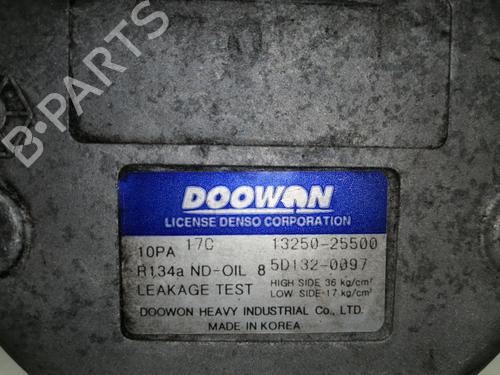 B-PARTS
DOOWON
LICENSE DENSO CORPORATION
10PA 17C 13250-25500
R134a ND-OIL 8 5D132-0097
LEAKAGE TEST HIGH SIDE 36 kg/cm²
LOW SIDE-17 kg/cm²
DOOWON HEAVY INDUSTRIAL Co., LTD.
MADE IN KOREA